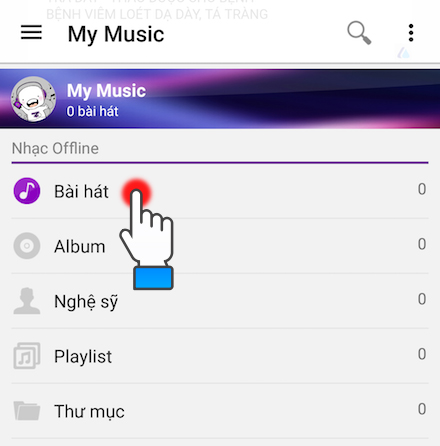 BỆNH VIÊM LOÉT DẠ DÀY, TÁ TRÀNG
My Music
My Music
0 bài hát
Nhạc Offline
Bài hát 0
Album 0
Nghệ sỹ 0
Playlist 0
Thư mục 0